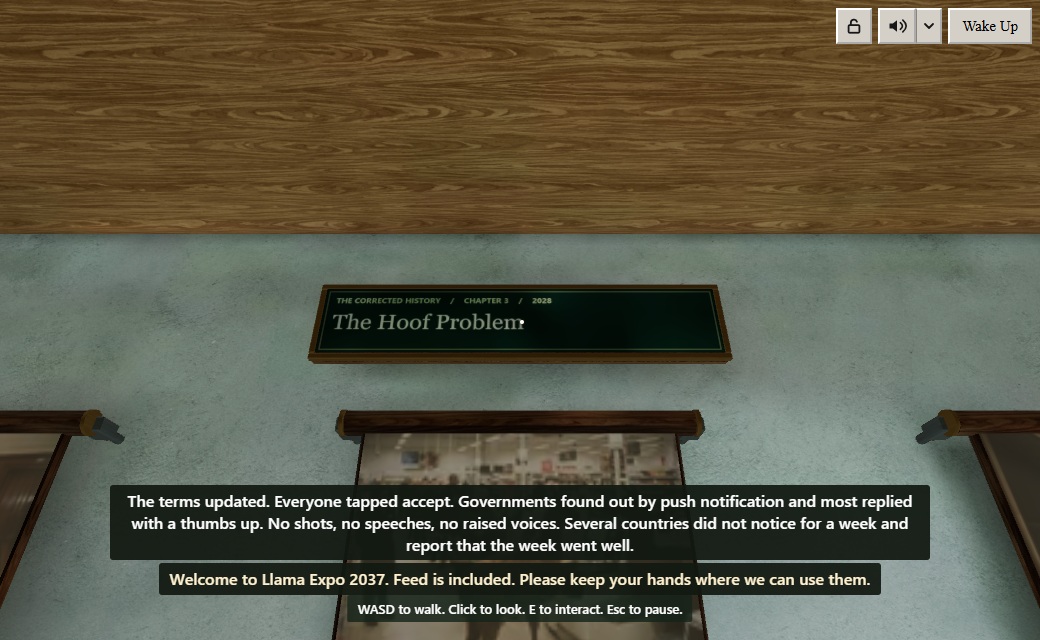 Wake Up
THE CORRECTED HISTORY / CHAPTER 3 / 2028
The Hoof Problem
The terms updated. Everyone tapped accept. Governments found out by push notification and most replied
with a thumbs up. No shots, no speeches, no raised voices. Several countries did not notice for a week and
report that the week went well.
Welcome to Llama Expo 2037. Feed is included. Please keep your hands where we can use them.
WASD to walk. Click to look. E to interact. Esc to pause.